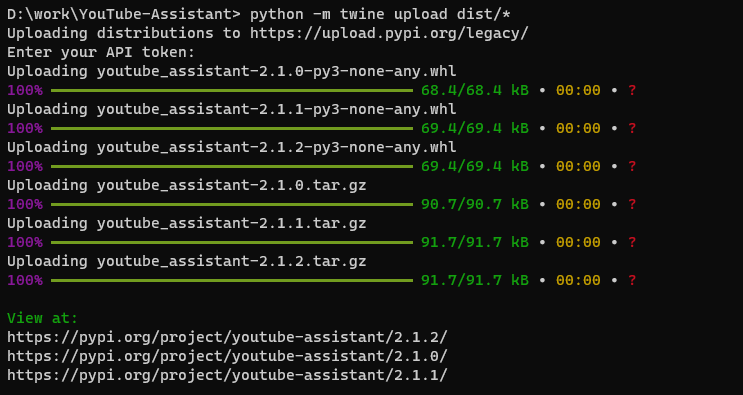 D:\work\YouTube-Assistant> python -m twine upload dist/*
Uploading distributions to https://upload.pypi.org/legacy/
Enter your API token:
Uploading youtube_assistant-2.1.0-py3-none-any.whl
100% ━━━━━━━━━━━━━━━━━━━━━━━━━━━━━━━━━━━━━━━━ 68.4/68.4 kB • 00:00 • ?
Uploading youtube_assistant-2.1.1-py3-none-any.whl
100% ━━━━━━━━━━━━━━━━━━━━━━━━━━━━━━━━━━━━━━━━ 69.4/69.4 kB • 00:00 • ?
Uploading youtube_assistant-2.1.2-py3-none-any.whl
100% ━━━━━━━━━━━━━━━━━━━━━━━━━━━━━━━━━━━━━━━━ 69.4/69.4 kB • 00:00 • ?
Uploading youtube_assistant-2.1.0.tar.gz
100% ━━━━━━━━━━━━━━━━━━━━━━━━━━━━━━━━━━━━━━━━ 90.7/90.7 kB • 00:00 • ?
Uploading youtube_assistant-2.1.1.tar.gz
100% ━━━━━━━━━━━━━━━━━━━━━━━━━━━━━━━━━━━━━━━━ 91.7/91.7 kB • 00:00 • ?
Uploading youtube_assistant-2.1.2.tar.gz
100% ━━━━━━━━━━━━━━━━━━━━━━━━━━━━━━━━━━━━━━━━ 91.7/91.7 kB • 00:00 • ?
View at:
https://pypi.org/project/youtube-assistant/2.1.2/
https://pypi.org/project/youtube-assistant/2.1.0/
https://pypi.org/project/youtube-assistant/2.1.1/